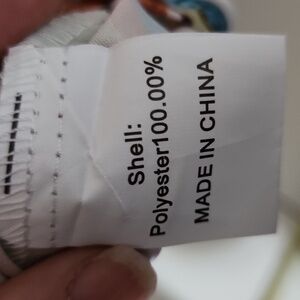 Shell:
Polyester100.00%
MADE IN CHINA